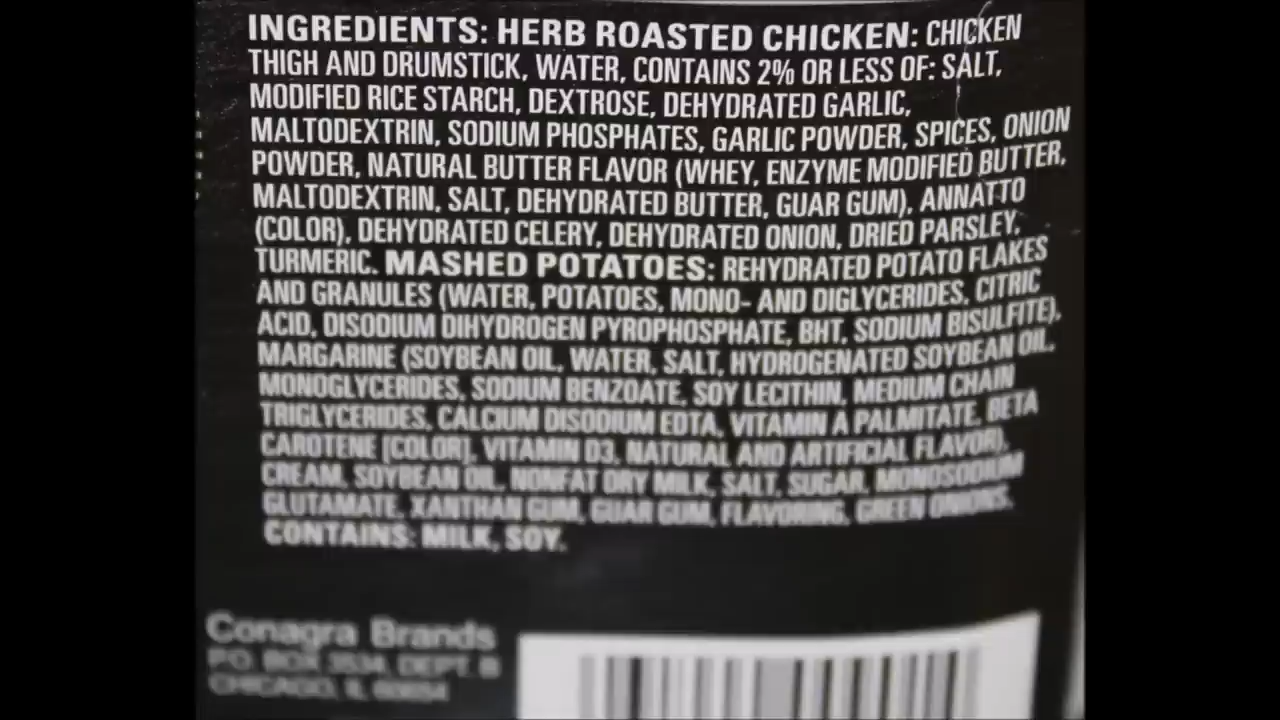 INGREDIENTS: HERB ROASTED CHICKEN: CHICKEN
THIGH AND DRUMSTICK, WATER, CONTAINS 2% OR LESS OF: SALT,
MODIFIED RICE STARCH, DEXTROSE, DEHYDRATED GARLIC,
MALTODEXTRIN, SODIUM PHOSPHATES, GARLIC POWDER, SPICES, ONION
POWDER, NATURAL BUTTER FLAVOR (WHEY, ENZYME MODIFIED BUTTER,
MALTODEXTRIN, SALT, DEHYDRATED BUTTER, GUAR GUM), ANNATTO
(COLOR), DEHYDRATED CELERY, DEHYDRATED ONION, DRIED PARSLEY,
TURMERIC. MASHED POTATOES: REHYDRATED POTATO FLAKES
AND GRANULES (WATER, POTATOES, MONO- AND DIGLYCERIDES, CITRIC
ACID, DISODIUM DIHYDROGEN PYROPHOSPHATE, BHT, SODIUM BISULFITE),
MARGARINE (SOYBEAN OIL, WATER, SALT, HYDROGENATED SOYBEAN OIL,
MONOGLYCERIDES, SODIUM BENZOATE, SOY LECITHIN, MEDIUM CHAIN
TRIGLYCERIDES, CALCIUM DISODIUM EDTA, VITAMIN A PALMITATE, BETA
CAROTENE [COLOR], VITAMIN D3, NATURAL AND ARTIFICIAL FLAVOR),
CREAM, SOYBEAN OIL, NONFAT DRY MILK, SALT, SUGAR, MONOSODIUM
GLUTAMATE, XANTHAN GUM, GUAR GUM, FLAVORING, GREEN ONIONS.
CONTAINS: MILK, SOY.
Conagra Brands
P.O. BOX 3534, DEPT. B
CHICAGO, IL 60654